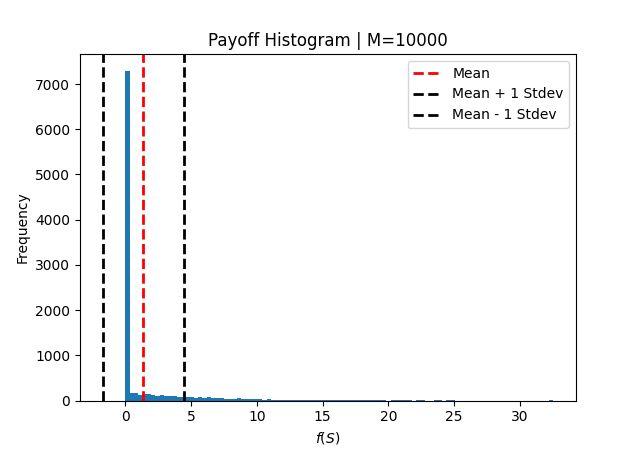 Payoff Histogram | M=10000
Mean
Mean + 1 Stdev
Mean - 1 Stdev
Frequency
7000
6000
5000
4000
3000
2000
1000
0
0 5 10 15 20 25 30
f(S)